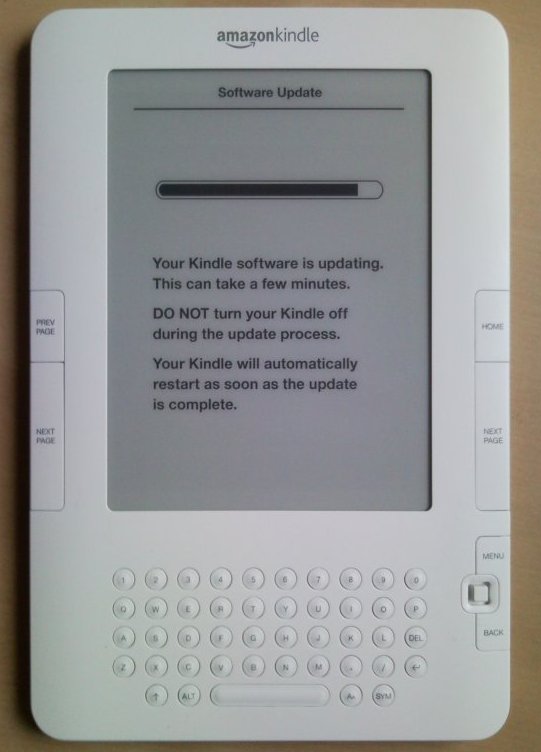 amazonkindle
Software Update
Your Kindle software is updating.
This can take a few minutes.
DO NOT turn your Kindle off
during the update process.
Your Kindle will automatically
restart as soon as the update
is complete.
PREV
PAGE
HOME
NEXT
PAGE
NEXT
PAGE
MENU
BACK
1 2 3 4 5 6 7 8 9 0
Q W E R T Y U I O P
A S D F G H J K L DEL
Z X C V B N M . /
ALT Aa SYM